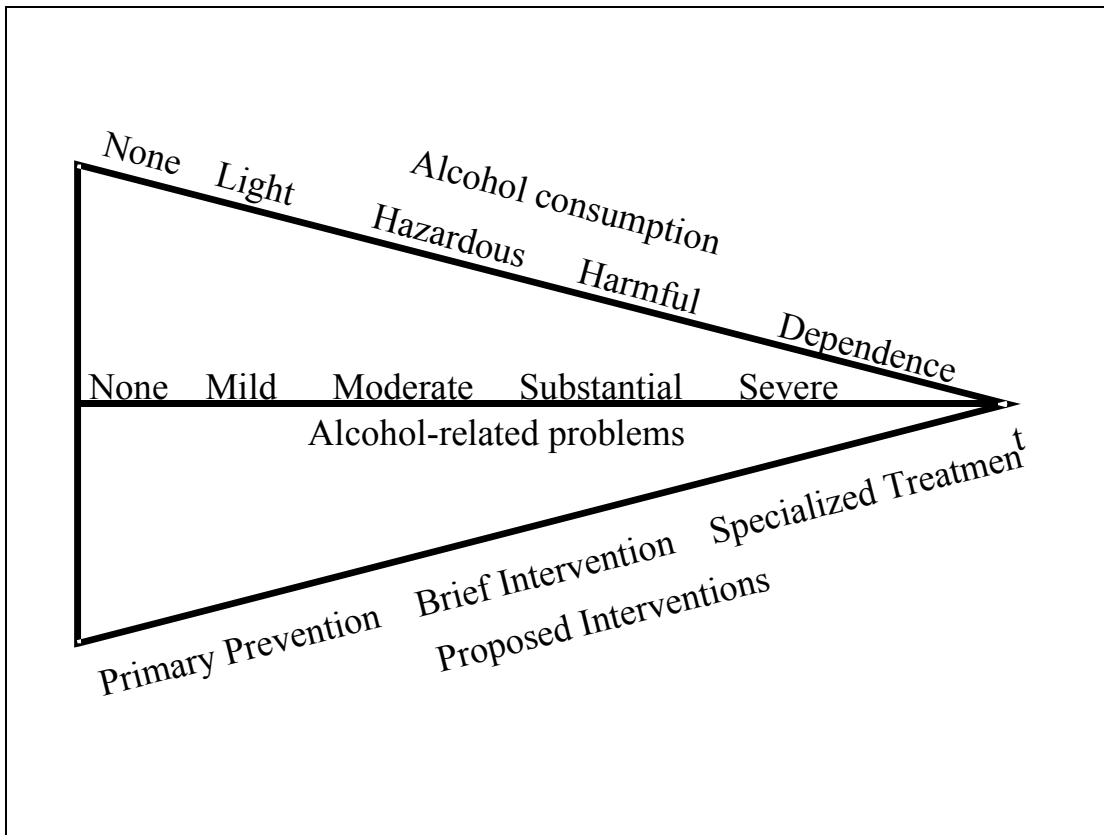 None Light Hazardous Harmful Dependence
Alcohol consumption
None Mild Moderate Substantial Severe
Alcohol-related problems
Primary Prevention Brief Intervention Specialized Treatment
Proposed Interventions